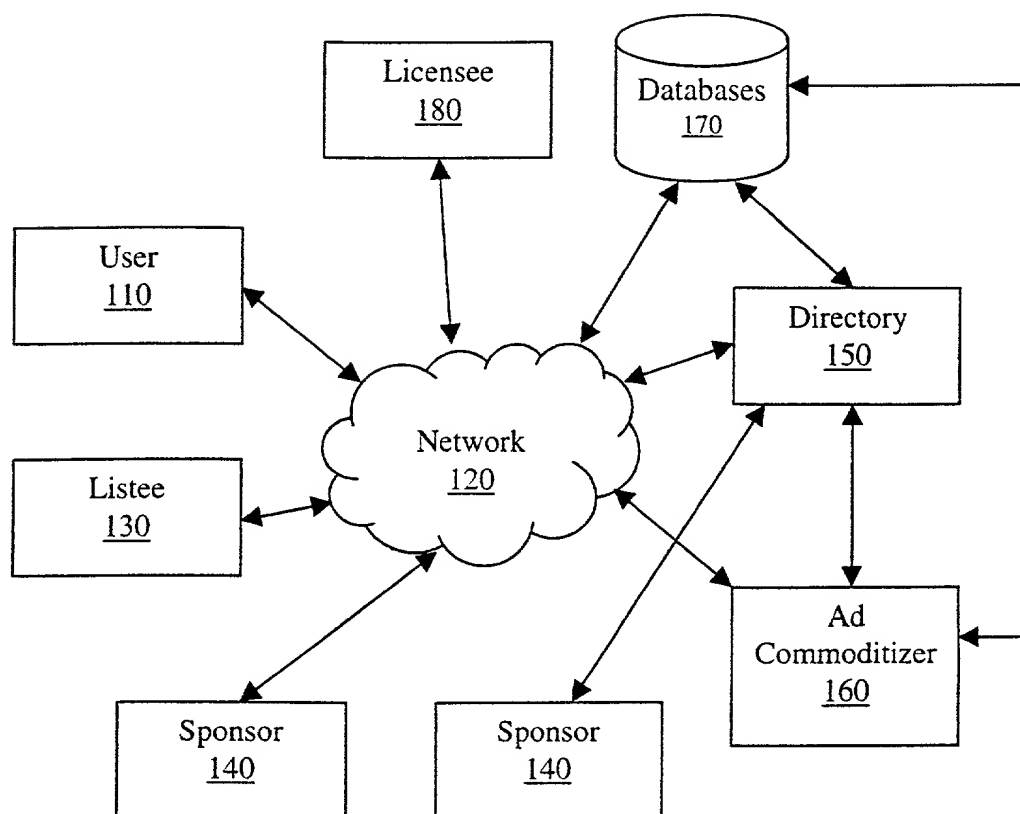 Licensee
180
Databases
170
User
110
Directory
150
Network
120
Listee
130
Ad
Commoditizer
160
Sponsor
140
Sponsor
140